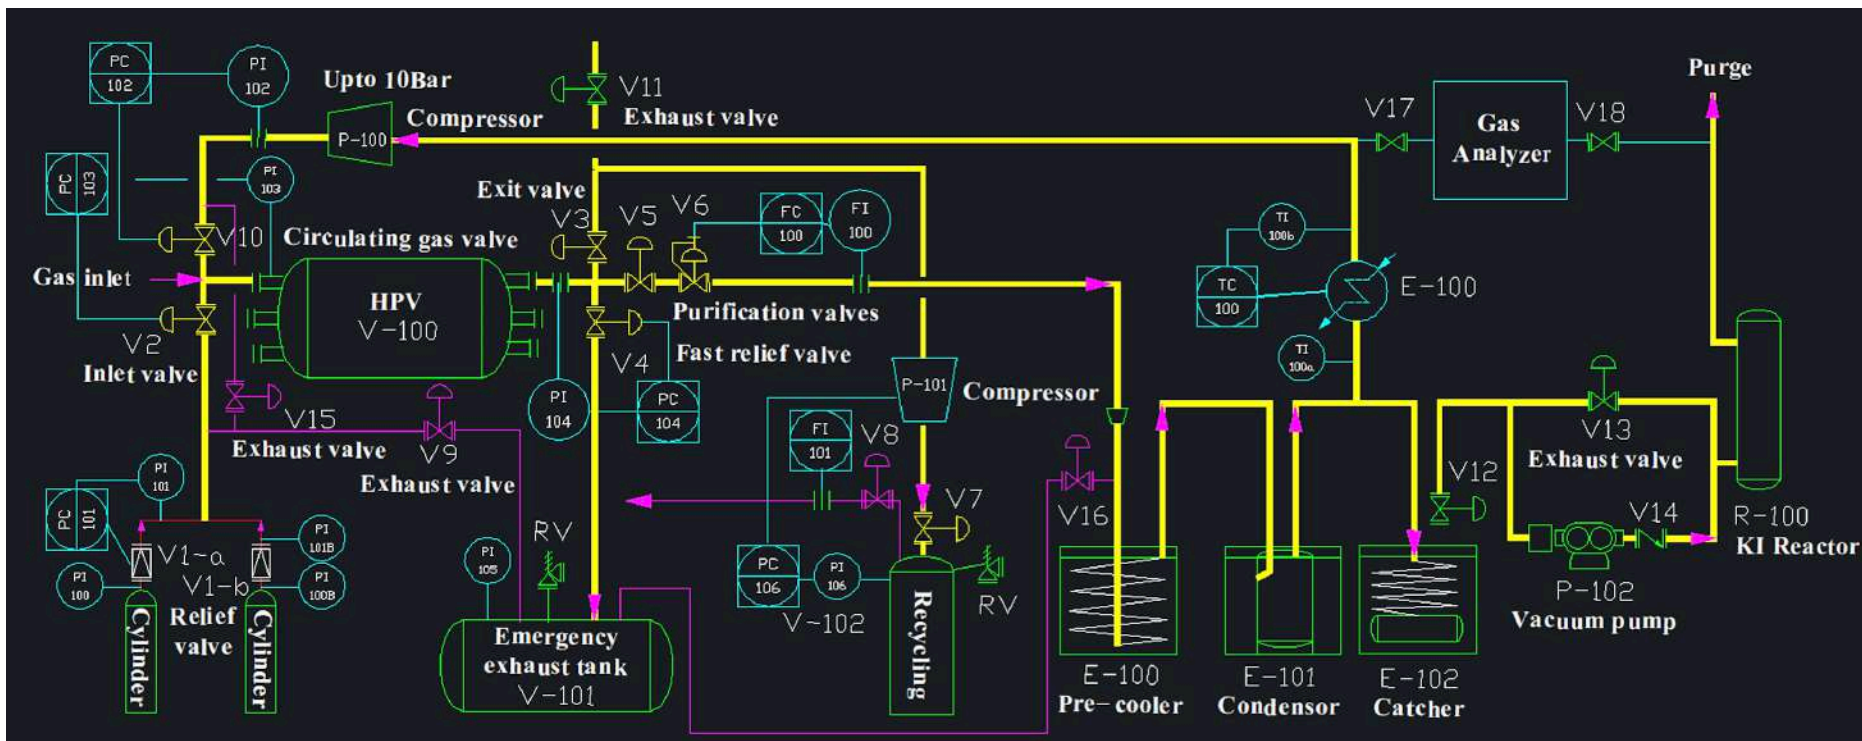 PC
102
PI
102
Upto 10Bar
Compressor
P-100
V11
Exhaust valve
Purge
V17
Gas
Analyzer
V18
PC
103
PI
103
Exit valve
V3
V5
V6
FC
100
FI
100
TI
100b
V10
Circulating gas valve
Gas inlet
HPV
V-100
TC
100
E-100
V2
Inlet valve
Purification valves
Fast relief valve
V4
TI
100a
PI
104
PC
104
P-101
Compressor
V15
Exhaust valve
V9
Exhaust valve
FI
101
V8
V7
V16
V13
Exhaust valve
V12
V14
R-100
KI Reactor
P-102
Vacuum pump
PI
101
PC
101
V1-a
V1-b
Relief
valve
PI
100
PI
101B
PI
100B
Cylinder
Cylinder
PI
105
RV
Emergency
exhaust tank
V-101
PC
106
PI
106
V-102
RV
Recycling
E-100
Pre-cooler
E-101
Condensor
E-102
Catcher